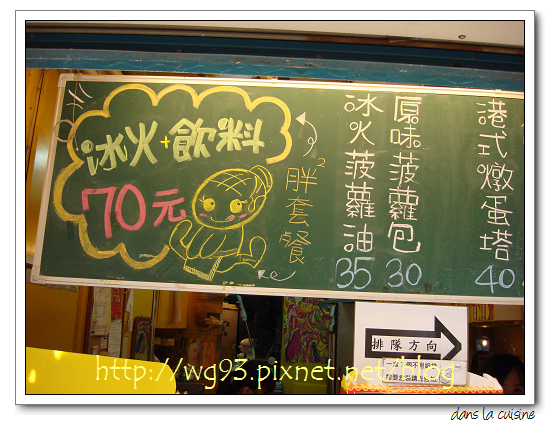 冰火+飲料
70元
胖2套餐
冰火菠蘿油
35
原味菠蘿包
30
港式燉蛋塔
40
排隊方向
http://wg93.pixnet.net/blog
dans la cuisine